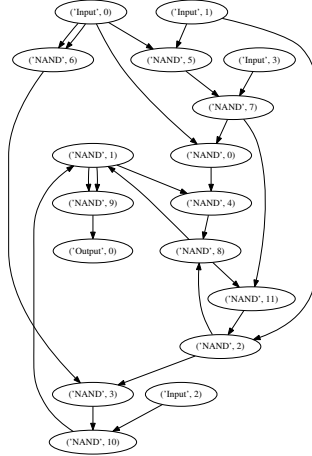 ('Input', 0) ('Input', 1)
('NAND', 6) ('NAND', 5) ('Input', 3)
('NAND', 7)
('NAND', 1) ('NAND', 0)
('NAND', 9) ('NAND', 4)
('Output', 0) ('NAND', 8)
('NAND', 11)
('NAND', 2)
('NAND', 3) ('Input', 2)
('NAND', 10)